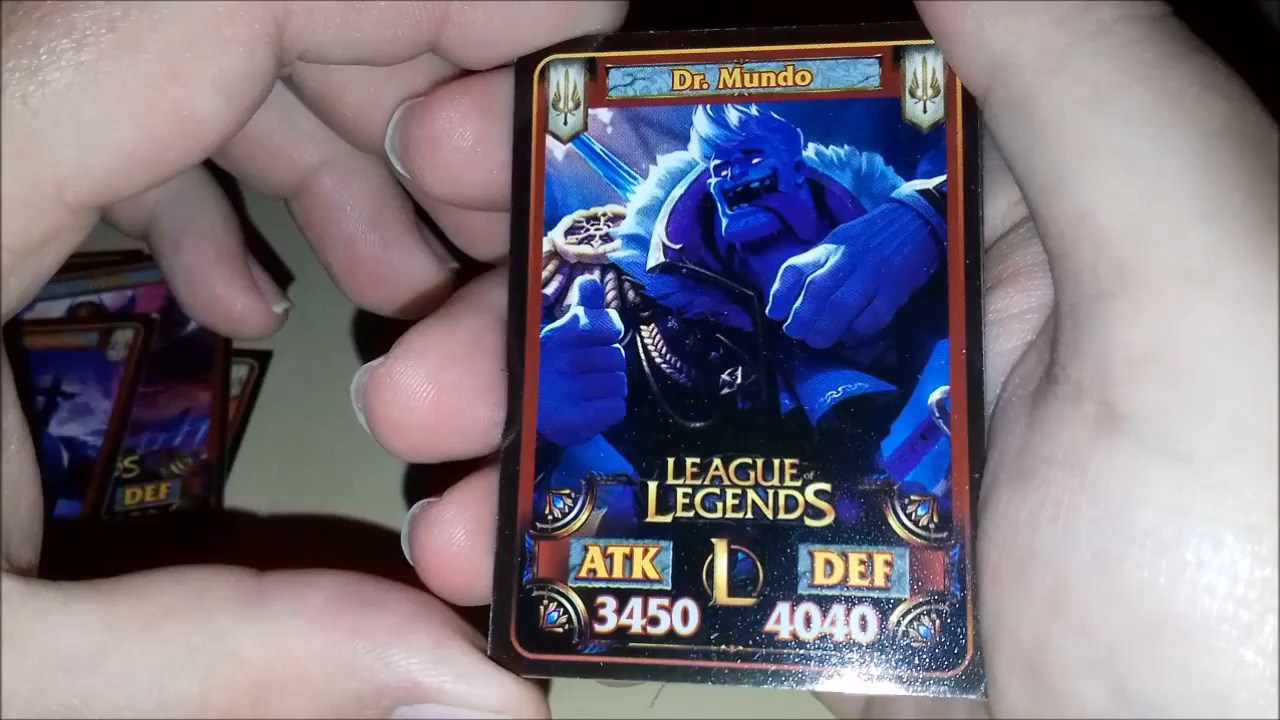 Dr. Mundo
LEAGUE of
LEGENDS
ATK
L
DEF
3450
4040
DEF